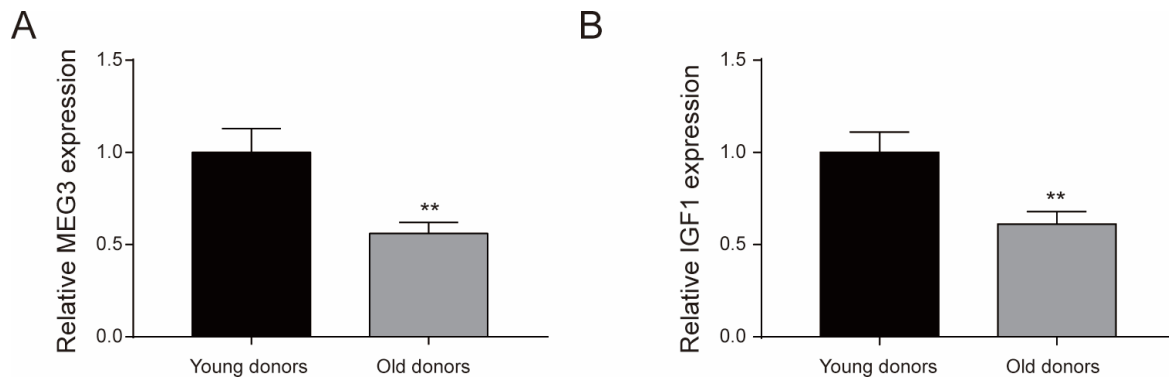 A
Relative MEG3 expression
1.5
1.0
0.5
0.0
**
Young donors
Old donors
B
Relative IGF1 expression
1.5
1.0
0.5
0.0
**
Young donors
Old donors